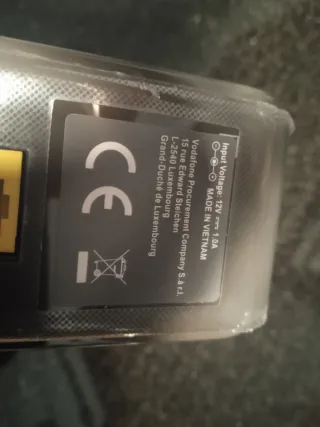 Input Voltage: 12V ⎓ 1.0A
MADE IN VIETNAM
Vodafone Procurement Company S.à r.l.
15 rue Edward Steichen
L-2540 Luxembourg
Grand-Duché de Luxembourg
CE